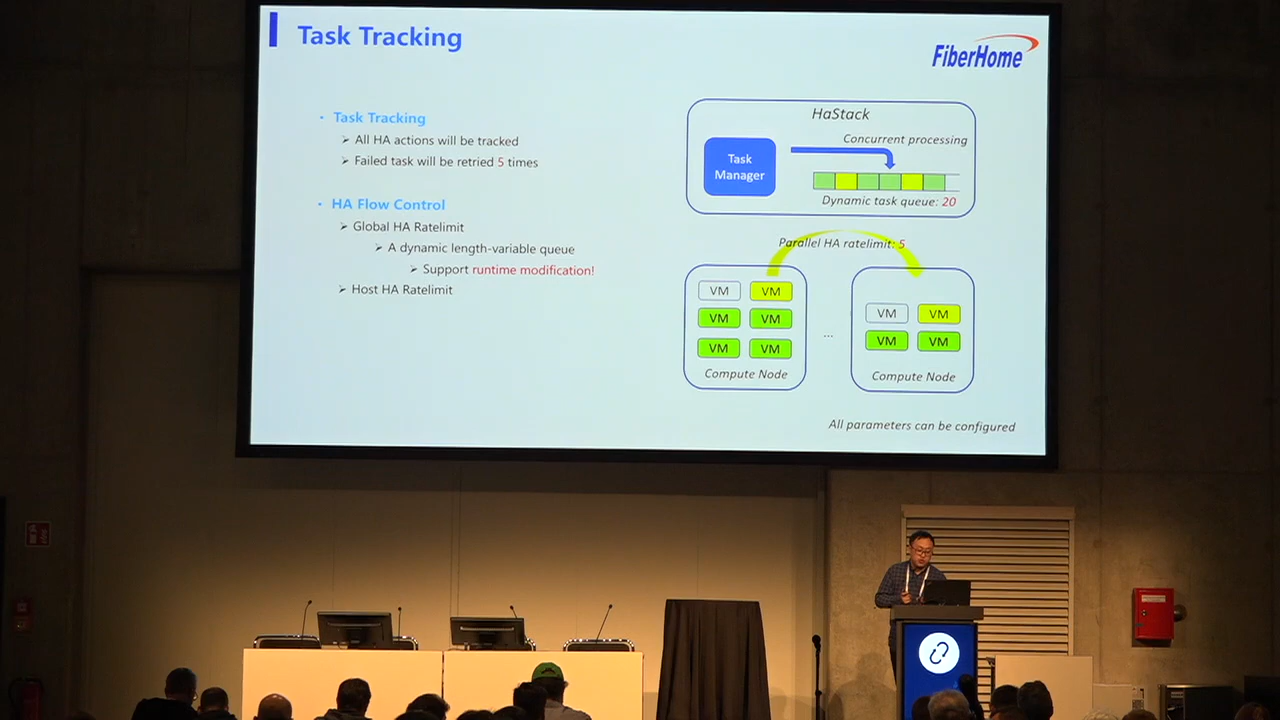 Task Tracking
FiberHome
• Task Tracking
➤ All HA actions will be tracked
➤ Failed task will be retried 5 times
• HA Flow Control
➤ Global HA Ratelimit
➤ A dynamic length-variable queue
➤ Support runtime modification!
➤ Host HA Ratelimit
HaStack
Concurrent processing
Task
Manager
Dynamic task queue: 20
Parallel HA ratelimit: 5
VM VM
VM VM
VM VM
Compute Node
...
VM VM
VM VM
Compute Node
All parameters can be configured